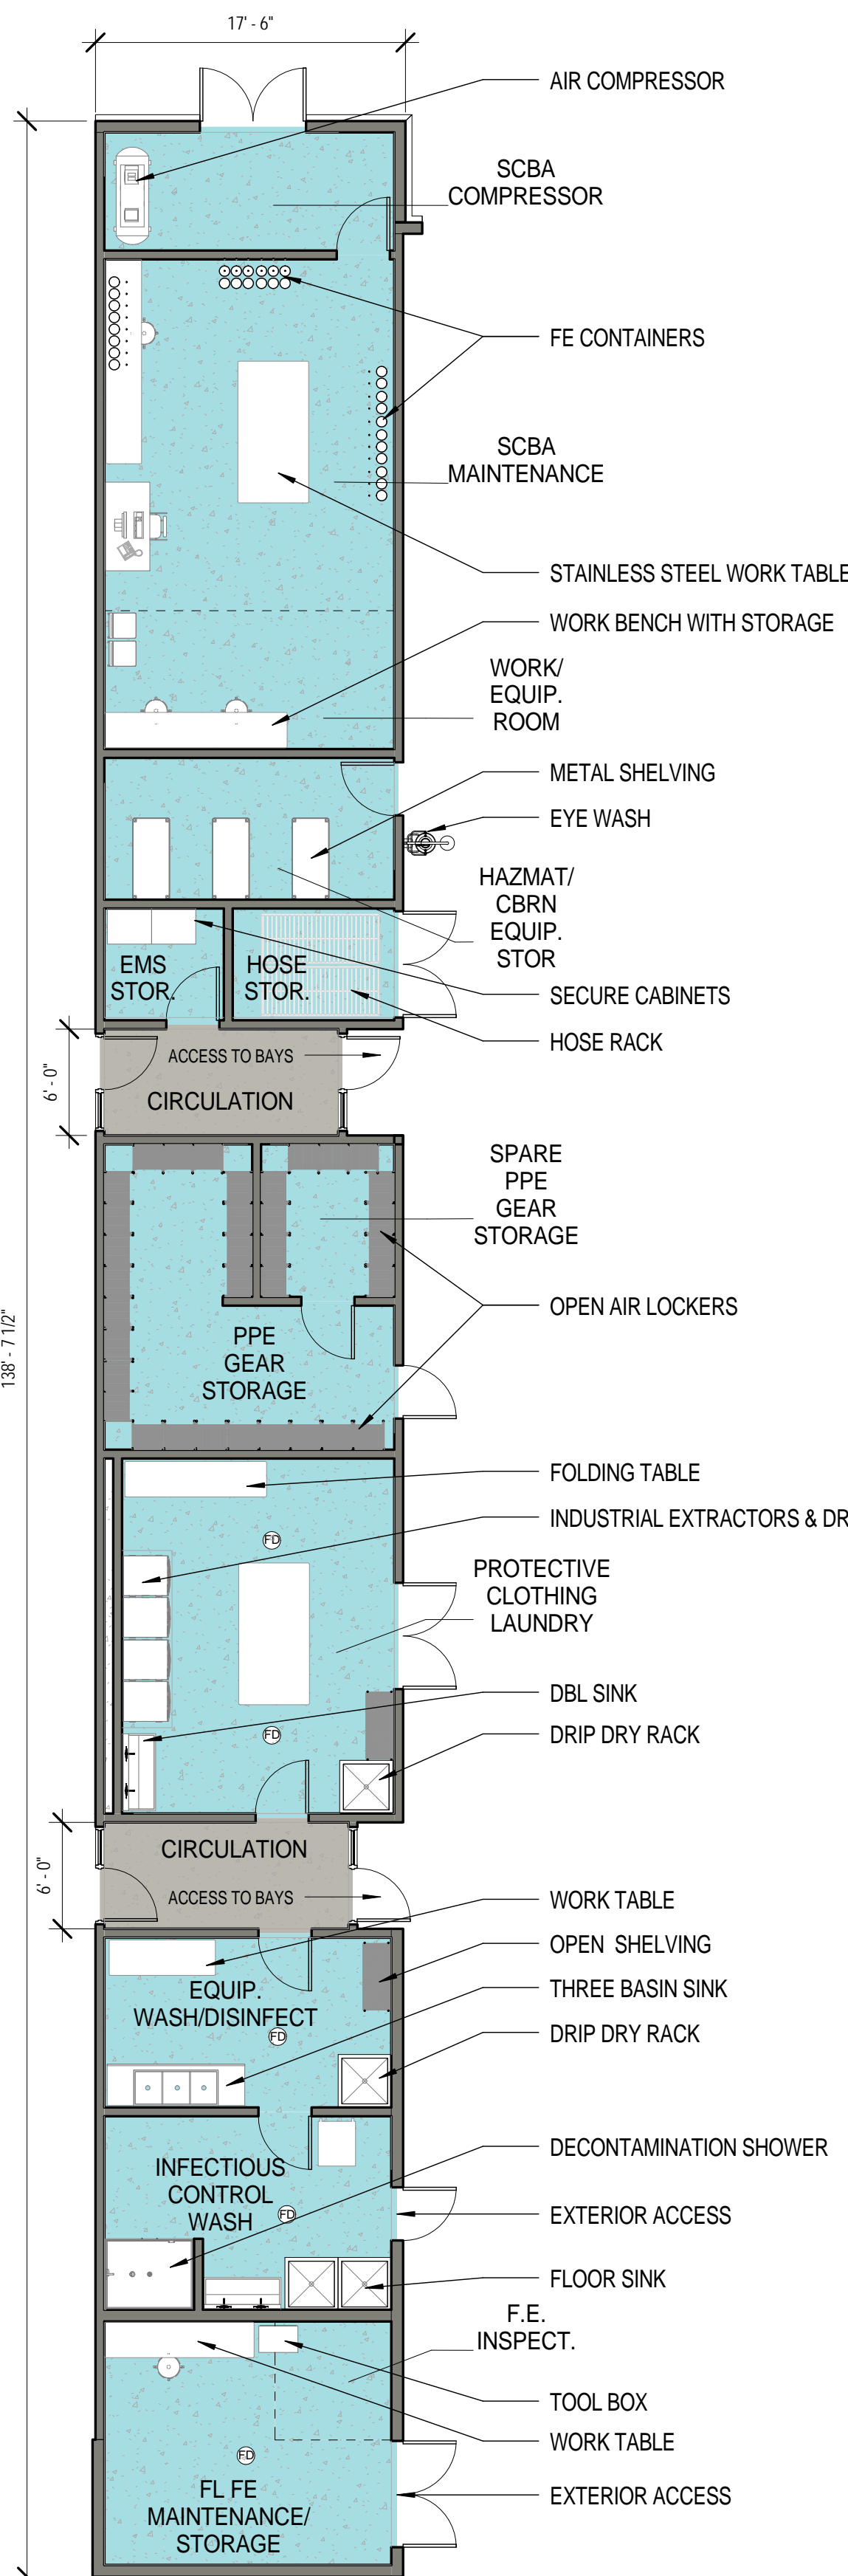 17' - 6"
AIR COMPRESSOR
SCBA
COMPRESSOR
FE CONTAINERS
SCBA
MAINTENANCE
STAINLESS STEEL WORK TABLE
WORK BENCH WITH STORAGE
WORK/
EQUIP.
ROOM
METAL SHELVING
EYE WASH
HAZMAT/
CBRN
EQUIP.
STOR
EMS
STOR.
HOSE
STOR.
SECURE CABINETS
HOSE RACK
6' - 0"
ACCESS TO BAYS
CIRCULATION
SPARE
PPE
GEAR
STORAGE
OPEN AIR LOCKERS
138' - 7 1/2"
PPE
GEAR
STORAGE
FOLDING TABLE
INDUSTRIAL EXTRACTORS & DR
FD
PROTECTIVE
CLOTHING
LAUNDRY
DBL SINK
FD
DRIP DRY RACK
6' - 0"
CIRCULATION
ACCESS TO BAYS
WORK TABLE
OPEN SHELVING
EQUIP.
WASH/DISINFECT
THREE BASIN SINK
FD
DRIP DRY RACK
DECONTAMINATION SHOWER
INFECTIOUS
CONTROL
WASH
FD
EXTERIOR ACCESS
FLOOR SINK
F.E.
INSPECT.
TOOL BOX
WORK TABLE
FD
EXTERIOR ACCESS
FL FE
MAINTENANCE/
STORAGE